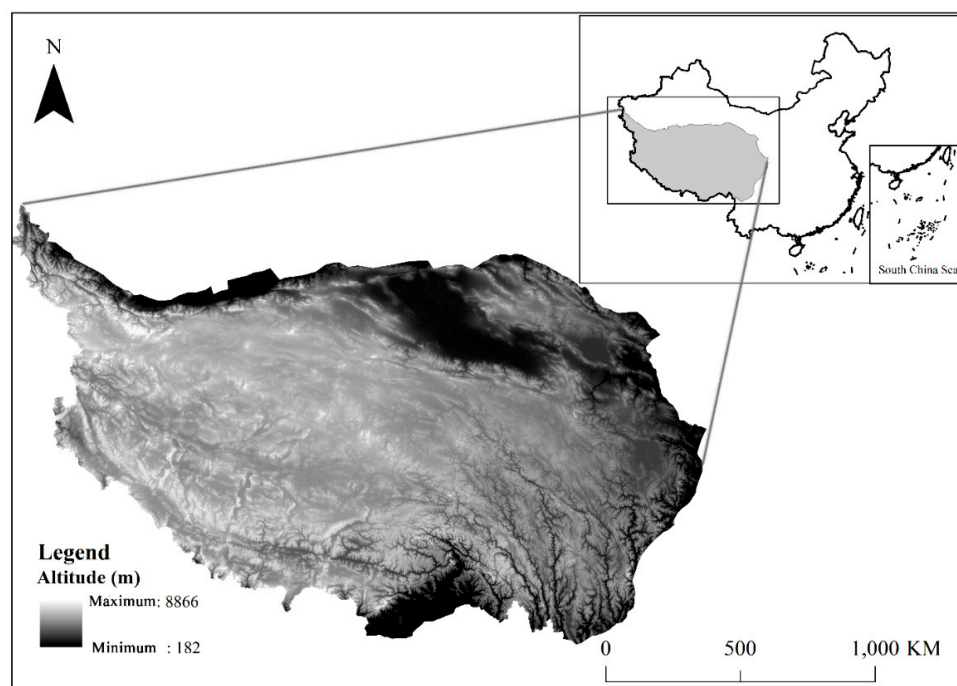 N
South China Sea
Legend
Altitude (m)
Maximum: 8866
Minimum : 182
0 500 1,000 KM